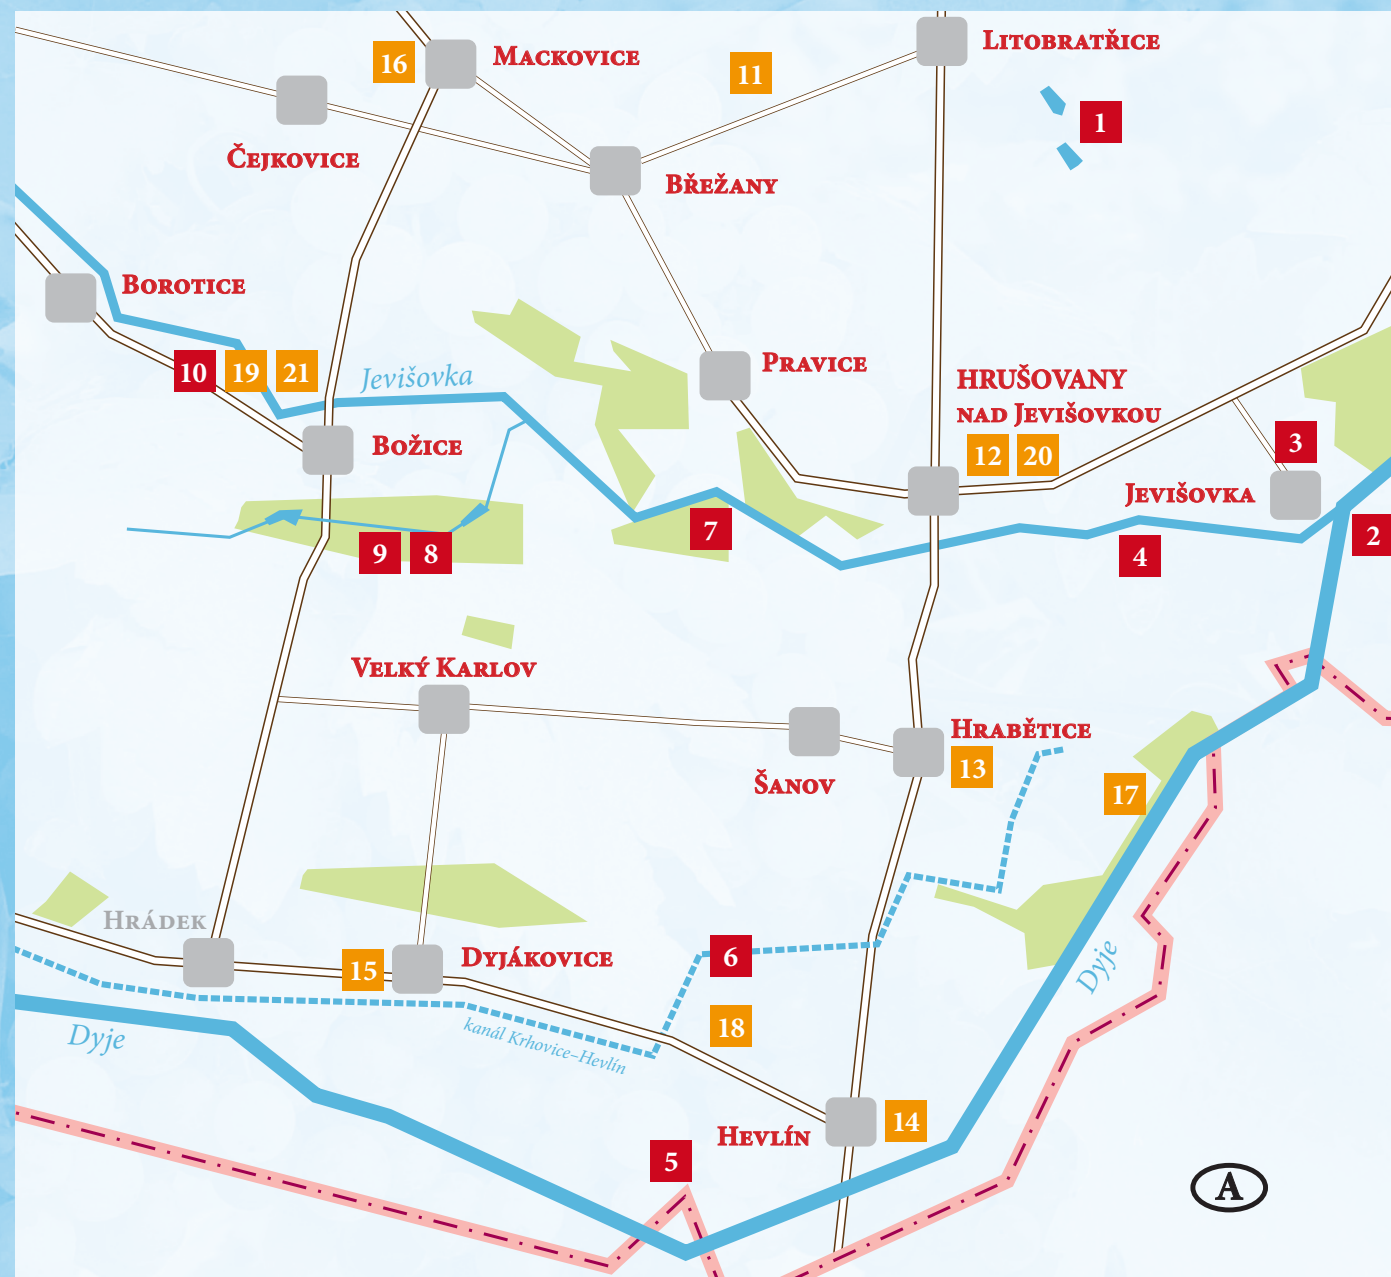 LITOBRATŘICE
MACKOVICE
16
11
1
ČEJKOVICE
BŘEŽANY
BOROTICE
10
19
21
Jevišovka
PRAVICE
HRUŠOVANY
NAD JEVIŠOVKOU
12
20
3
BOŽICE
JEVIŠOVKA
7
2
9
8
4
VELKÝ KARLOV
HRABĚTICE
13
ŠANOV
17
HRÁDEK
15
DYJÁKOVICE
6
Dyje
Dyje
kanál Krhovice–Hevlín
18
HEVLÍN
14
5
A